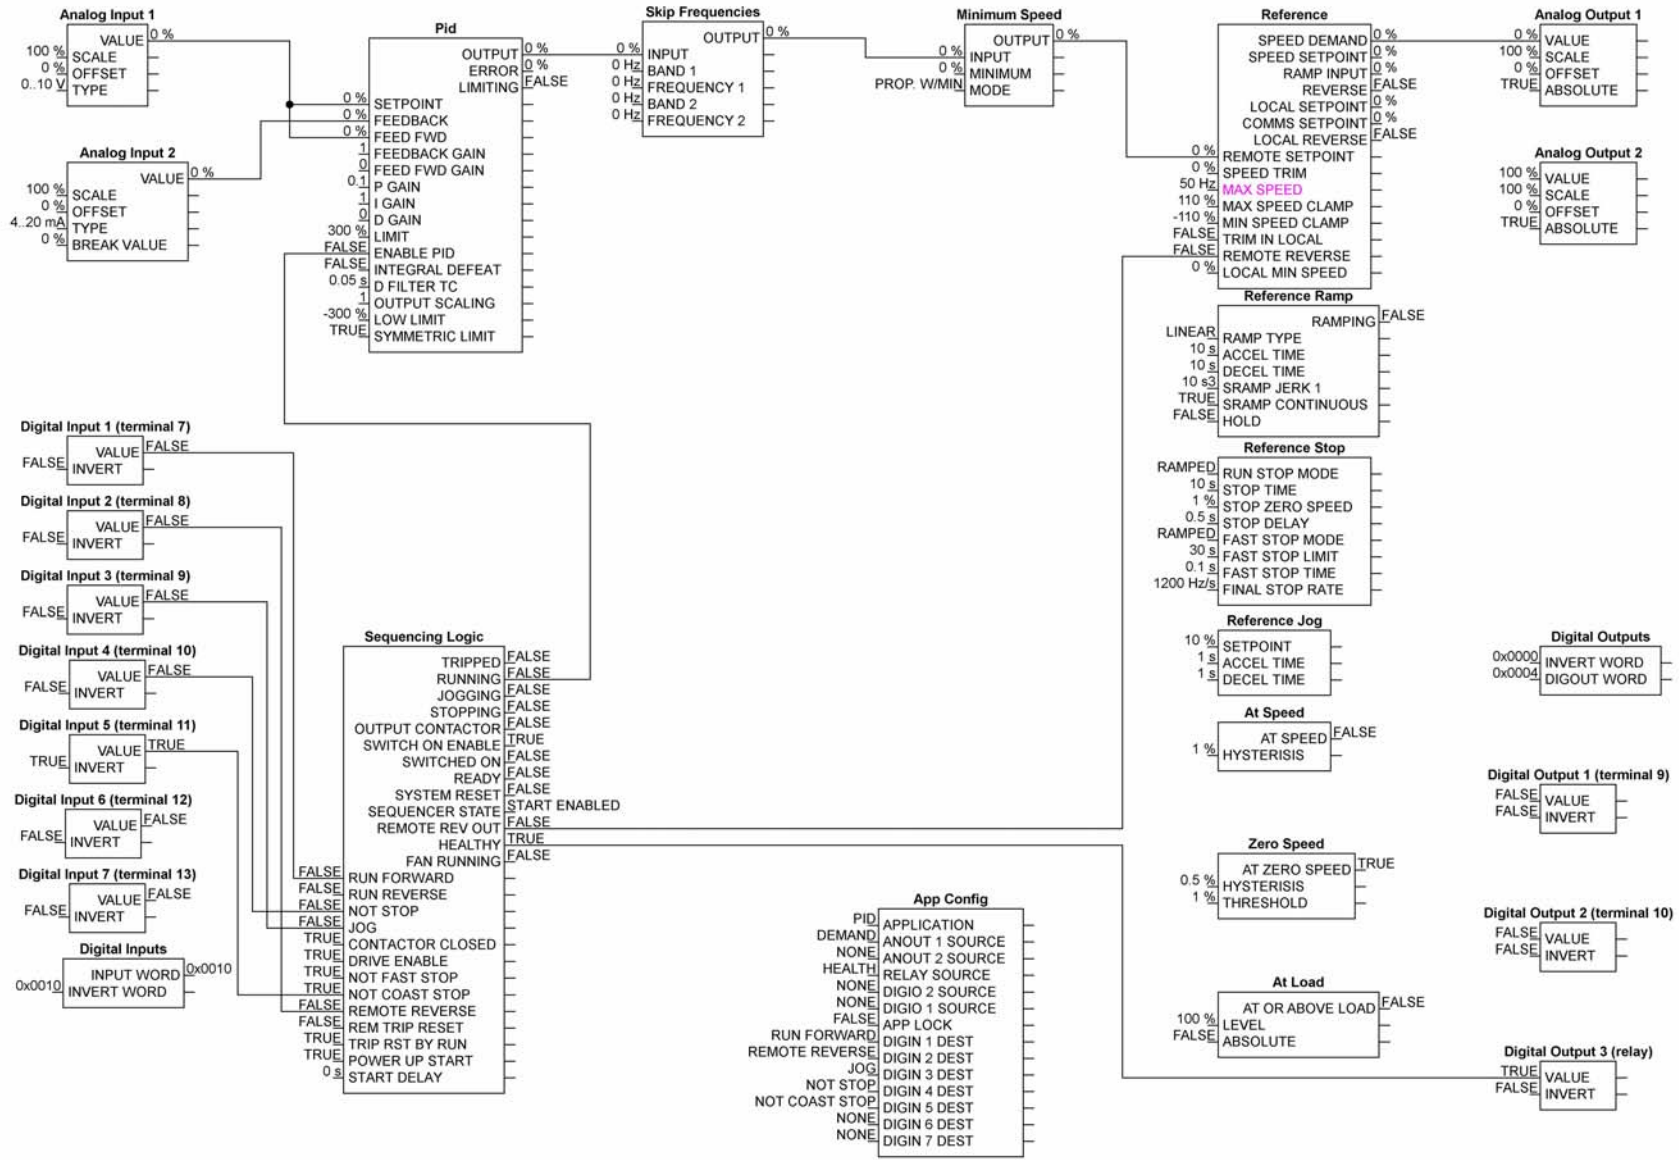 Analog Input 1
VALUE 0 %
100 % SCALE
0 % OFFSET
0..10 V TYPE
Analog Input 2
VALUE 0 %
100 % SCALE
0 % OFFSET
4..20 mA TYPE
0 % BREAK VALUE
Pid
OUTPUT 0 %
ERROR 0 %
LIMITING FALSE
0 % SETPOINT
0 % FEEDBACK
0 % FEED FWD
1 FEEDBACK GAIN
0 FEED FWD GAIN
0.1 P GAIN
1 I GAIN
0 D GAIN
300 % LIMIT
FALSE ENABLE PID
FALSE INTEGRAL DEFEAT
0.05 s D FILTER TC
1 OUTPUT SCALING
-300 % LOW LIMIT
TRUE SYMMETRIC LIMIT
Skip Frequencies
OUTPUT 0 %
0 % INPUT
0 Hz BAND 1
0 Hz FREQUENCY 1
0 Hz BAND 2
0 Hz FREQUENCY 2
Minimum Speed
OUTPUT 0 %
0 % INPUT
0 % MINIMUM
PROP. W/MIN MODE
Reference
SPEED DEMAND 0 %
SPEED SETPOINT 0 %
RAMP INPUT 0 %
REVERSE FALSE
LOCAL SETPOINT 0 %
COMMS SETPOINT 0 %
LOCAL REVERSE FALSE
0 % REMOTE SETPOINT
0 % SPEED TRIM
50 Hz MAX SPEED
110 % MAX SPEED CLAMP
-110 % MIN SPEED CLAMP
FALSE TRIM IN LOCAL
FALSE REMOTE REVERSE
0 % LOCAL MIN SPEED
Analog Output 1
0 % VALUE
100 % SCALE
0 % OFFSET
TRUE ABSOLUTE
Analog Output 2
100 % VALUE
100 % SCALE
0 % OFFSET
TRUE ABSOLUTE
Reference Ramp
RAMPING FALSE
LINEAR RAMP TYPE
10 s ACCEL TIME
10 s DECEL TIME
10 s3 SRAMP JERK 1
TRUE SRAMP CONTINUOUS
FALSE HOLD
Reference Stop
RAMPED RUN STOP MODE
10 s STOP TIME
1 % STOP ZERO SPEED
0.5 s STOP DELAY
RAMPED FAST STOP MODE
30 s FAST STOP LIMIT
0.1 s FAST STOP TIME
1200 Hz/s FINAL STOP RATE
Reference Jog
10 % SETPOINT
1 s ACCEL TIME
1 s DECEL TIME
At Speed
AT SPEED FALSE
1 % HYSTERISIS
Zero Speed
AT ZERO SPEED TRUE
0.5 % HYSTERISIS
1 % THRESHOLD
At Load
AT OR ABOVE LOAD FALSE
100 % LEVEL
FALSE ABSOLUTE
Digital Input 1 (terminal 7)
VALUE FALSE
FALSE INVERT
Digital Input 2 (terminal 8)
VALUE FALSE
FALSE INVERT
Digital Input 3 (terminal 9)
VALUE FALSE
FALSE INVERT
Digital Input 4 (terminal 10)
VALUE FALSE
FALSE INVERT
Digital Input 5 (terminal 11)
VALUE TRUE
TRUE INVERT
Digital Input 6 (terminal 12)
VALUE FALSE
FALSE INVERT
Digital Input 7 (terminal 13)
VALUE FALSE
FALSE INVERT
Digital Inputs
INPUT WORD 0x0010
0x0010 INVERT WORD
Sequencing Logic
TRIPPED FALSE
RUNNING FALSE
JOGGING FALSE
STOPPING FALSE
OUTPUT CONTACTOR FALSE
SWITCH ON ENABLE TRUE
SWITCHED ON FALSE
READY FALSE
SYSTEM RESET FALSE
SEQUENCER STATE START ENABLED
REMOTE REV OUT FALSE
HEALTHY TRUE
FAN RUNNING FALSE
FALSE RUN FORWARD
FALSE RUN REVERSE
FALSE NOT STOP
FALSE JOG
TRUE CONTACTOR CLOSED
TRUE DRIVE ENABLE
TRUE NOT FAST STOP
TRUE NOT COAST STOP
FALSE REMOTE REVERSE
FALSE REM TRIP RESET
TRUE TRIP RST BY RUN
TRUE POWER UP START
0 s START DELAY
App Config
PID APPLICATION
DEMAND ANOUT 1 SOURCE
NONE ANOUT 2 SOURCE
HEALTH RELAY SOURCE
NONE DIGIO 2 SOURCE
NONE DIGIO 1 SOURCE
FALSE APP LOCK
RUN FORWARD DIGIN 1 DEST
REMOTE REVERSE DIGIN 2 DEST
JOG DIGIN 3 DEST
NOT STOP DIGIN 4 DEST
NOT COAST STOP DIGIN 5 DEST
NONE DIGIN 6 DEST
NONE DIGIN 7 DEST
Digital Outputs
0x0000 INVERT WORD
0x0004 DIGOUT WORD
Digital Output 1 (terminal 9)
FALSE VALUE
FALSE INVERT
Digital Output 2 (terminal 10)
FALSE VALUE
FALSE INVERT
Digital Output 3 (relay)
TRUE VALUE
FALSE INVERT